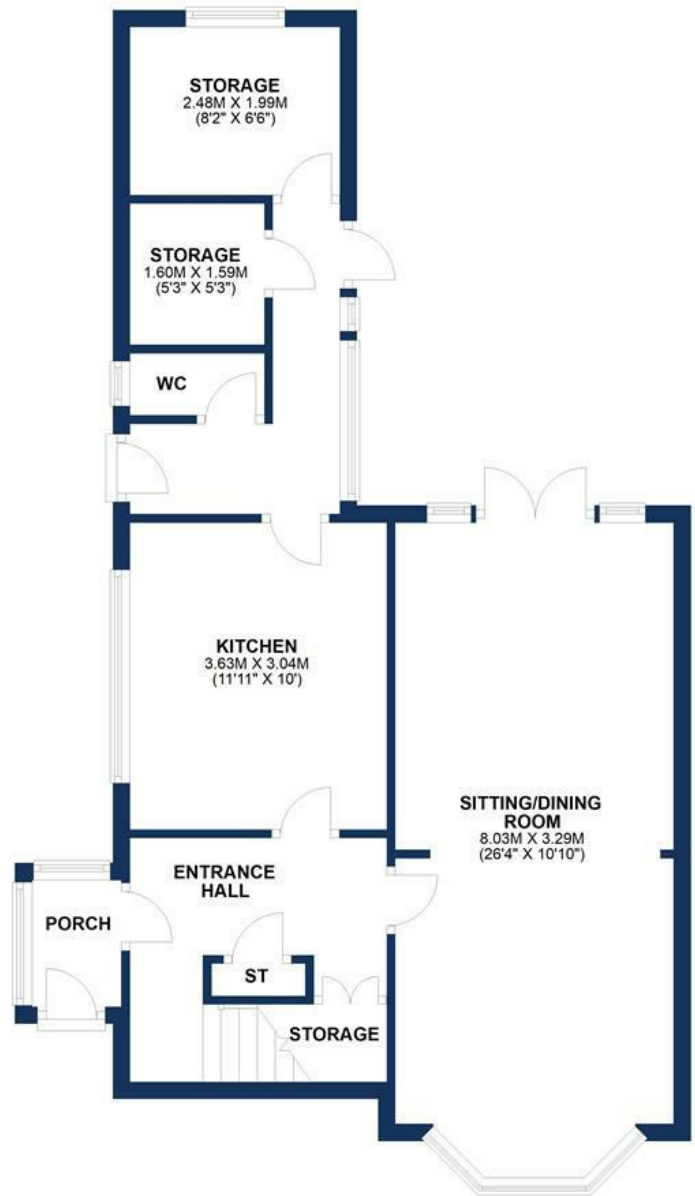 STORAGE
2.48M X 1.99M
(8'2" X 6'6")
STORAGE
1.60M X 1.59M
(5'3" X 5'3")
WC
KITCHEN
3.63M X 3.04M
(11'11" X 10')
SITTING/DINING
ROOM
8.03M X 3.29M
(26'4" X 10'10")
ENTRANCE
HALL
PORCH
ST
STORAGE